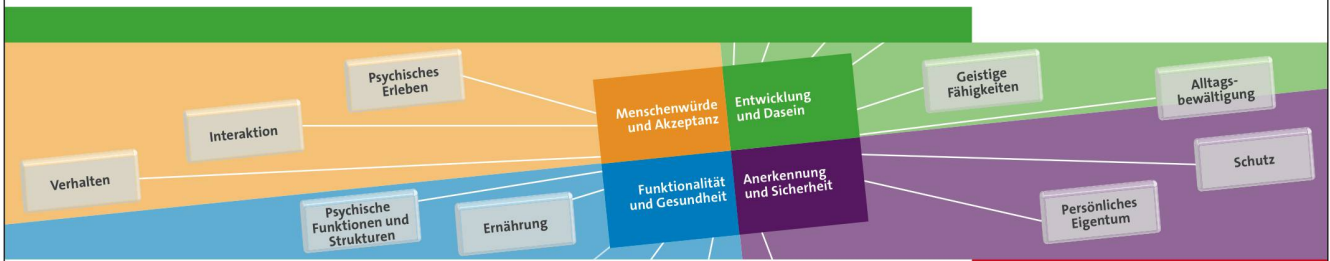 Psychisches
Erleben
Interaktion
Verhalten
Menschenwürde
und Akzeptanz
Entwicklung
und Dasein
Geistige
Fähigkeiten
Alltags-
bewältigung
Psychische
Funktionen und
Strukturen
Ernährung
Funktionalität
und Gesundheit
Anerkennung
und Sicherheit
Schutz
Persönliches
Eigentum